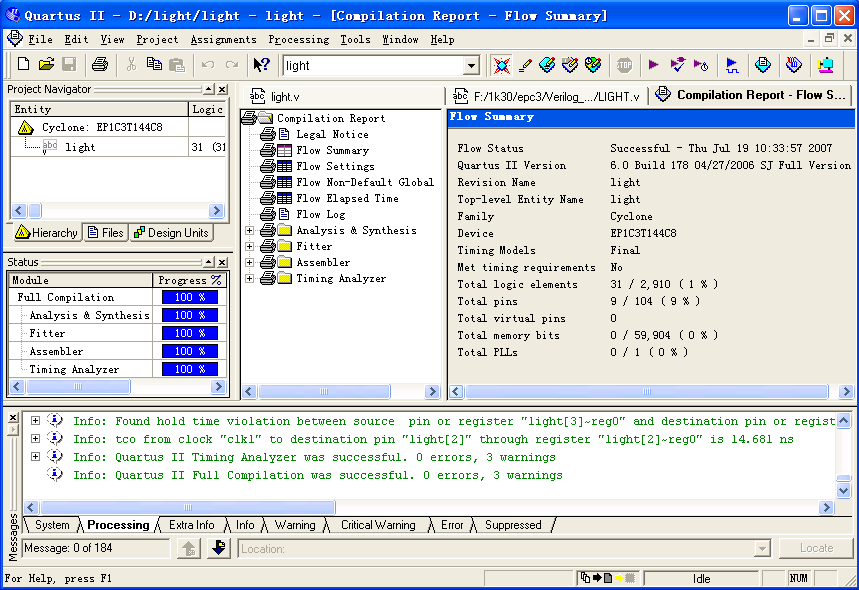 Quartus II - D:/light/light - light - [Compilation Report - Flow Summary]
File Edit View Project Assignments Processing Tools Window Help
light
STOP
Project Navigator
Entity Logic
Cyclone: EP1C3T144C8
abc light 31 (31
Hierarchy Files Design Units
Status
Module Progress %
Full Compilation 100 %
Analysis & Synthesis 100 %
Fitter 100 %
Assembler 100 %
Timing Analyzer 100 %
abc light.v
abc F:/1k30/epc3/Verilog_.../LIGHT.v
Compilation Report - Flow S...
Compilation Report
Legal Notice
Flow Summary
Flow Settings
Flow Non-Default Global
Flow Elapsed Time
Flow Log
Analysis & Synthesis
Fitter
Assembler
Timing Analyzer
Flow Summary
Flow Status Successful - Thu Jul 19 10:33:57 2007
Quartus II Version 6.0 Build 178 04/27/2006 SJ Full Version
Revision Name light
Top-level Entity Name light
Family Cyclone
Device EP1C3T144C8
Timing Models Final
Met timing requirements No
Total logic elements 31 / 2,910 ( 1 % )
Total pins 9 / 104 ( 9 % )
Total virtual pins 0
Total memory bits 0 / 59,904 ( 0 % )
Total PLLs 0 / 1 ( 0 % )
Info: Found hold time violation between source  pin or register "light[3]~reg0" and destination pin or regist
Info: tco from clock "clk1" to destination pin "light[2]" through register "light[2]~reg0" is 14.681 ns
Info: Quartus II Timing Analyzer was successful. 0 errors, 3 warnings
Info: Quartus II Full Compilation was successful. 0 errors, 3 warnings
System Processing Extra Info Info Warning Critical Warning Error Suppressed
Messages
Message: 0 of 184 Location: Locate
For Help, press F1 Idle NUM